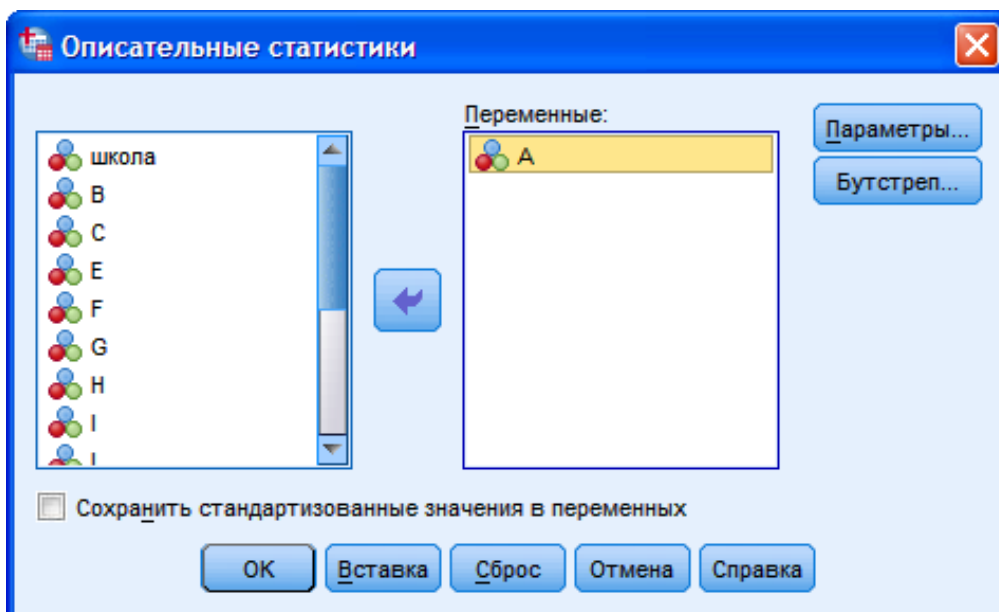 Описательные статистики
Переменные:
школа
B
C
E
F
G
H
I
A
Параметры...
Бутстреп...
Сохранить стандартизованные значения в переменных
OK
Вставка
Сброс
Отмена
Справка